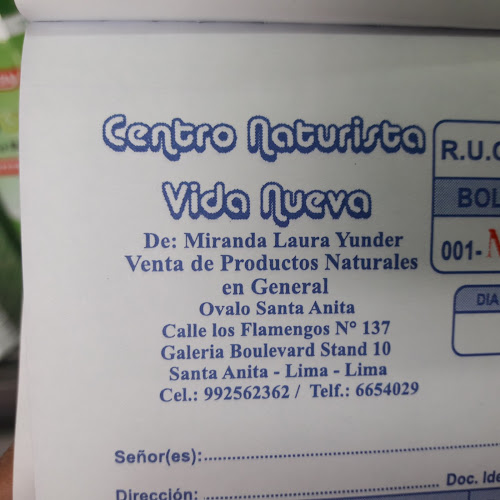 Centro Naturista
Vida Nueva
De: Miranda Laura Yunder
Venta de Productos Naturales
en General
Ovalo Santa Anita
Calle los Flamengos N° 137
Galeria Boulevard Stand 10
Santa Anita - Lima - Lima
Cel.: 992562362 / Telf.: 6654029
R.U.C
BOL
001-N
DIA
Señor(es):
Doc. Ide
Dirección: